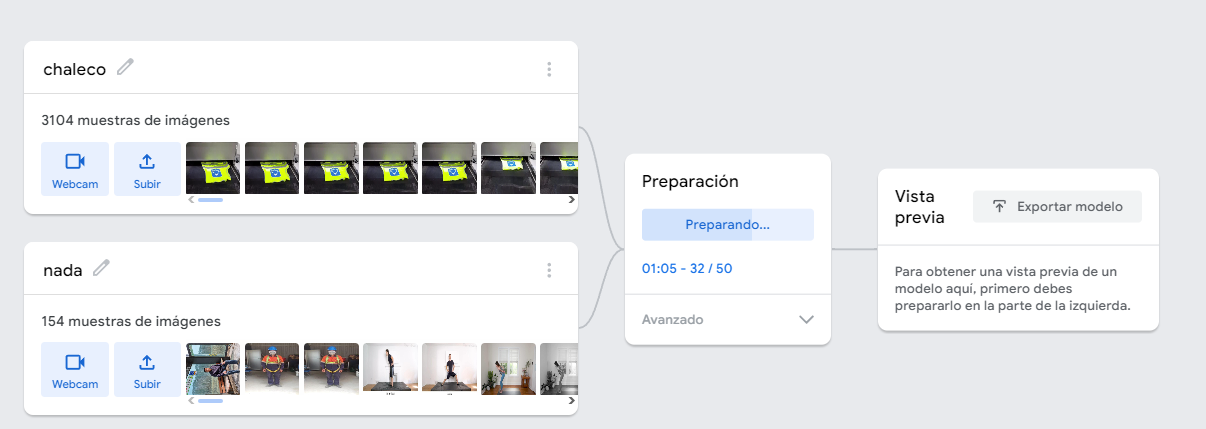 chaleco
3104 muestras de imágenes
Webcam
Subir
nada
154 muestras de imágenes
Webcam
Subir
Preparación
Preparando...
01:05 - 32 / 50
Avanzado
Vista
previa
Exportar modelo
Para obtener una vista previa de un
modelo aquí, primero debes
prepararlo en la parte de la izquierda.